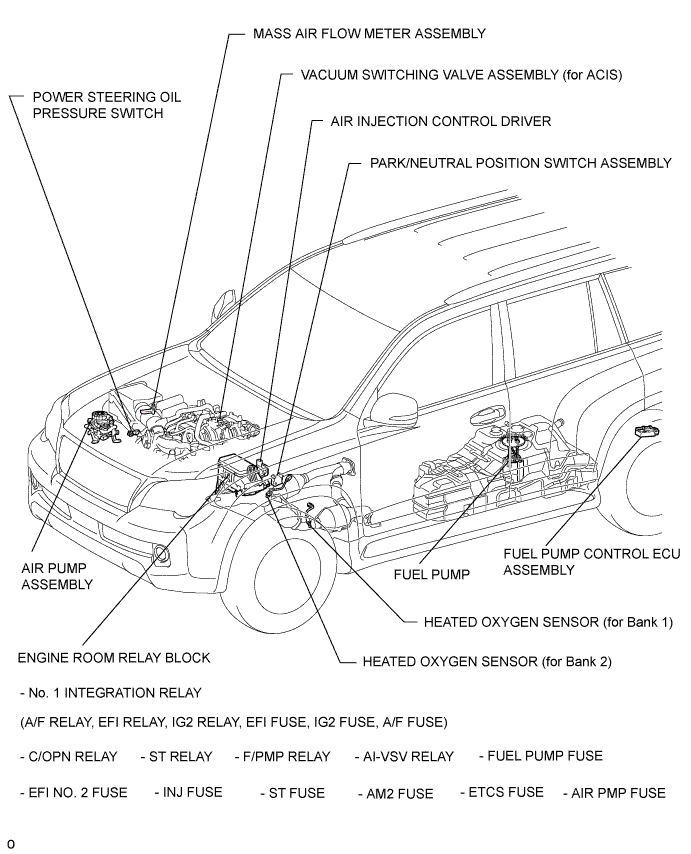 MASS AIR FLOW METER ASSEMBLY
VACUUM SWITCHING VALVE ASSEMBLY (for ACIS)
POWER STEERING OIL
PRESSURE SWITCH
AIR INJECTION CONTROL DRIVER
PARK/NEUTRAL POSITION SWITCH ASSEMBLY
FUEL PUMP CONTROL ECU
ASSEMBLY
AIR PUMP
ASSEMBLY
FUEL PUMP
HEATED OXYGEN SENSOR (for Bank 1)
ENGINE ROOM RELAY BLOCK
HEATED OXYGEN SENSOR (for Bank 2)
- No. 1 INTEGRATION RELAY
(A/F RELAY, EFI RELAY, IG2 RELAY, EFI FUSE, IG2 FUSE, A/F FUSE)
- C/OPN RELAY - ST RELAY - F/PMP RELAY - AI-VSV RELAY - FUEL PUMP FUSE
- EFI NO. 2 FUSE - INJ FUSE - ST FUSE - AM2 FUSE - ETCS FUSE - AIR PMP FUSE
O